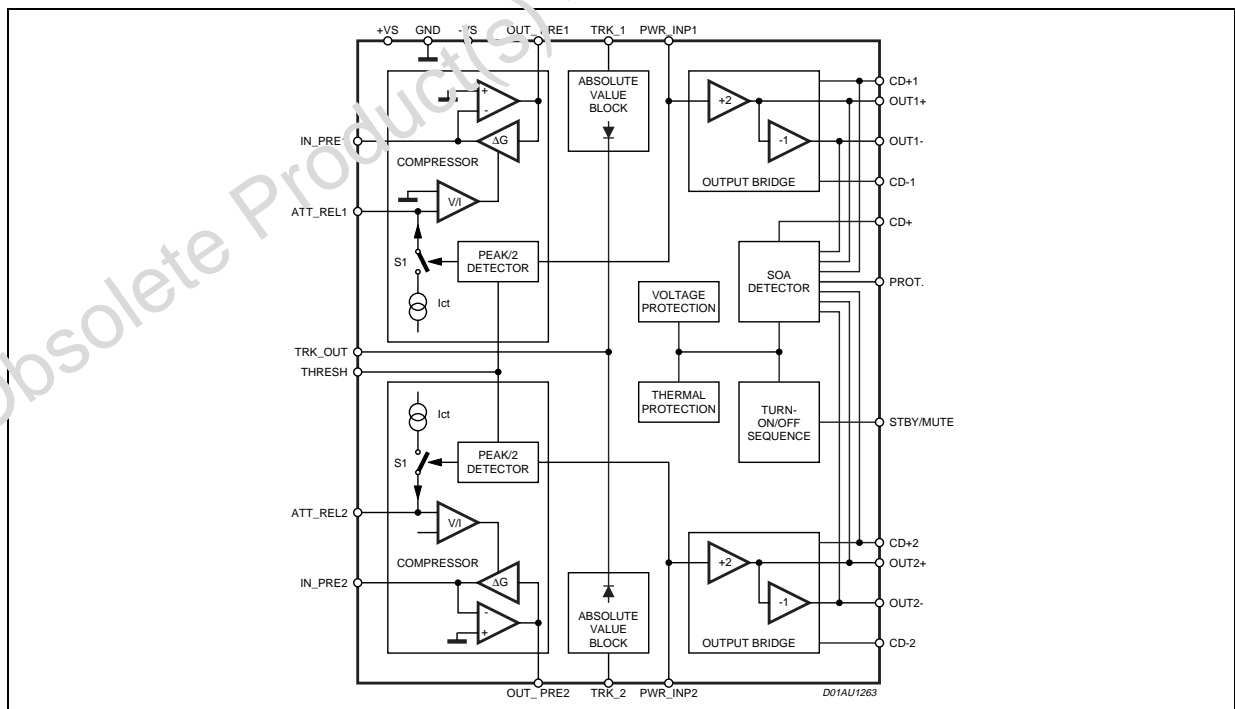 +VS GND -VS OUT_PRE1 TRK_1 PWR_INP1
ABSOLUTE
VALUE
BLOCK
CD+1
OUT1+
OUT1-
CD-1
+2
-1
OUTPUT BRIDGE
+
-
ΔG
IN_PRE1
COMPRESSOR
V/I
ATT_REL1
S1
PEAK/2
DETECTOR
Ict
CD+
SOA
DETECTOR
PROT.
VOLTAGE
PROTECTION
TRK_OUT
THRESH
THERMAL
PROTECTION
TURN-
ON/OFF
SEQUENCE
STBY/MUTE
Ict
S1
PEAK/2
DETECTOR
ATT_REL2
V/I
COMPRESSOR
IN_PRE2
ΔG
-
+
ABSOLUTE
VALUE
BLOCK
+2
-1
OUTPUT BRIDGE
CD+2
OUT2+
OUT2-
CD-2
OUT_ PRE2 TRK_2 PWR_INP2
D01AU1263
Obsolete Product(s)